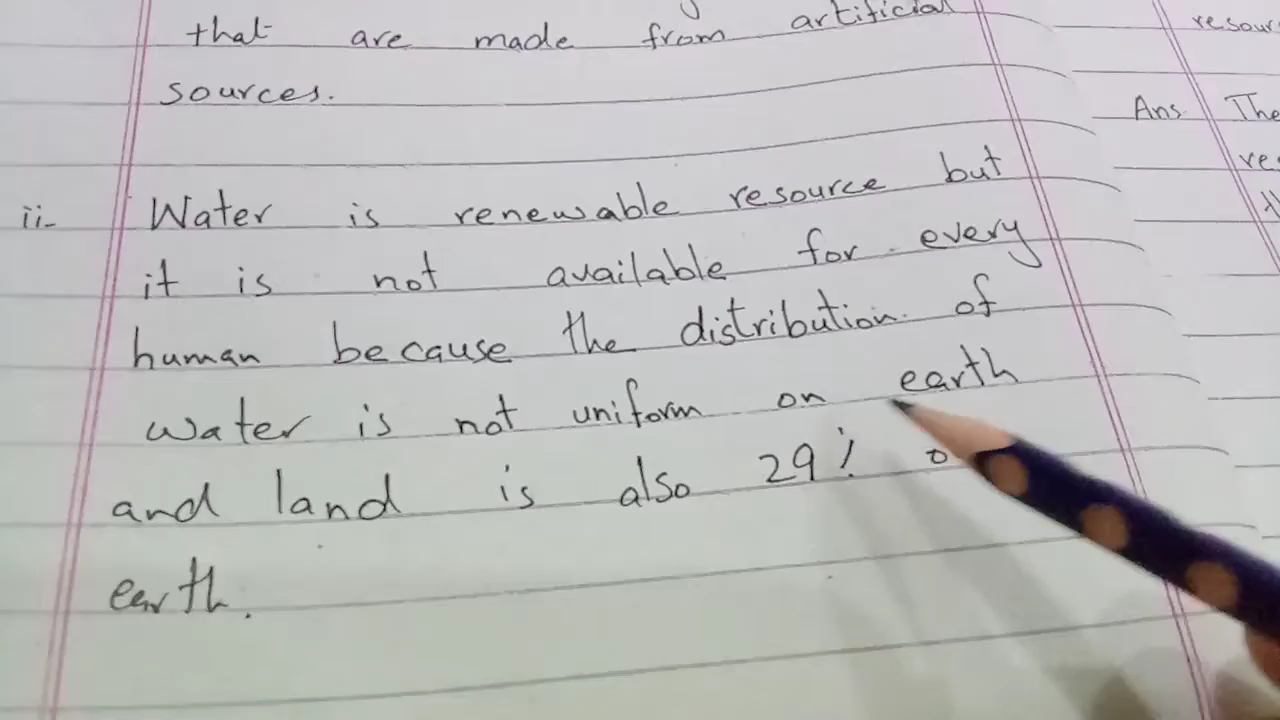 that are made from artificial
sources.
ii- Water is renewable resource but
it is not available for every
human because the distribution of
water is not uniform on earth
and land is also 29%
earth.
Ans The